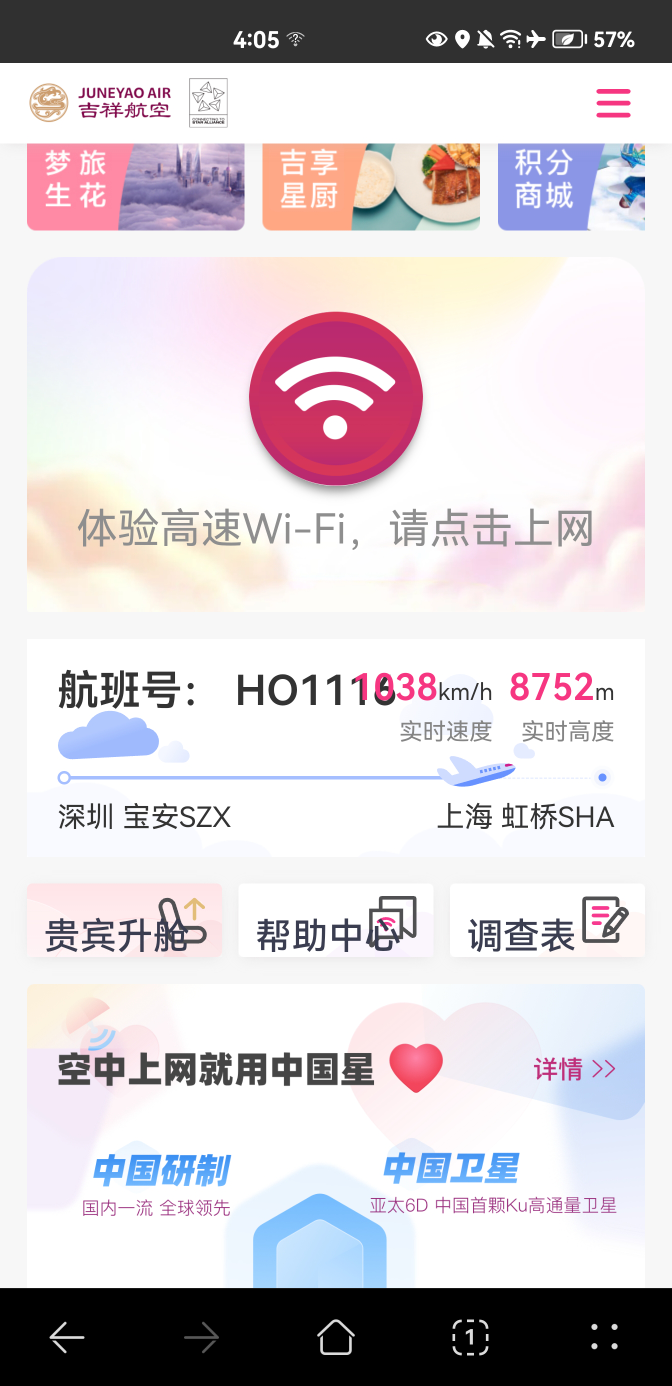 4:05
57%
JUNEYAO AIR
吉祥航空
CONNECTING TO
STAR ALLIANCE
梦旅
生花
吉享
星厨
积分
商城
体验高速Wi-Fi，请点击上网
航班号： HO1116 1038km/h 8752m
实时速度 实时高度
深圳 宝安SZX 上海 虹桥SHA
贵宾升舱 帮助中心 调查表
空中上网就用中国星 详情 >>
中国研制 中国卫星
国内一流 全球领先 亚太6D 中国首颗Ku高通量卫星
1